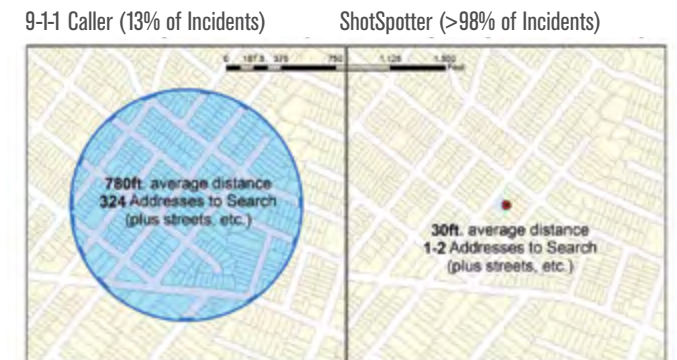 9-1-1 Caller (13% of Incidents)
ShotSpotter (>98% of Incidents)
0 187.5 375 750 1,125 1,500
Feet
780ft. average distance
324 Addresses to Search
(plus streets, etc.)
30ft. average distance
1-2 Addresses to Search
(plus streets, etc.)